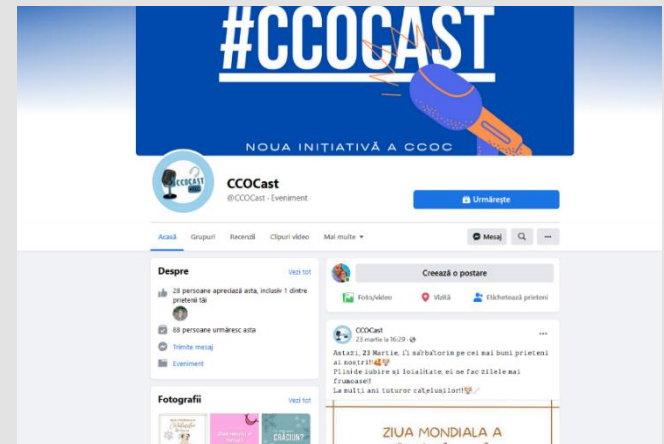 #CCOCAST
NOUA INIȚIATIVĂ A CCOC
CCOCAST
CCOCast
@CCOCast · Eveniment
Urmărește
Acasă Grupuri Recenzii Clipuri video Mai multe
Mesaj
Despre Vezi tot
28 persoane apreciază asta, inclusiv 1 dintre
prietenii tăi
88 persoane urmăresc asta
Trimite mesaj
Eveniment
Fotografii Vezi tot
CRĂCIUN?
Creează o postare
Foto/video Vizită Etichetează prieteni
CCOCast
23 martie la 16:29
Astazi, 23 Martie, îi sărbătorim pe cei mai buni prieteni
ai noștri!!
Plini de iubire și loialitate, ei ne fac zilele mai
frumoase!!
La mulți ani tuturor cățelușilor!!
ZIUA MONDIALA A